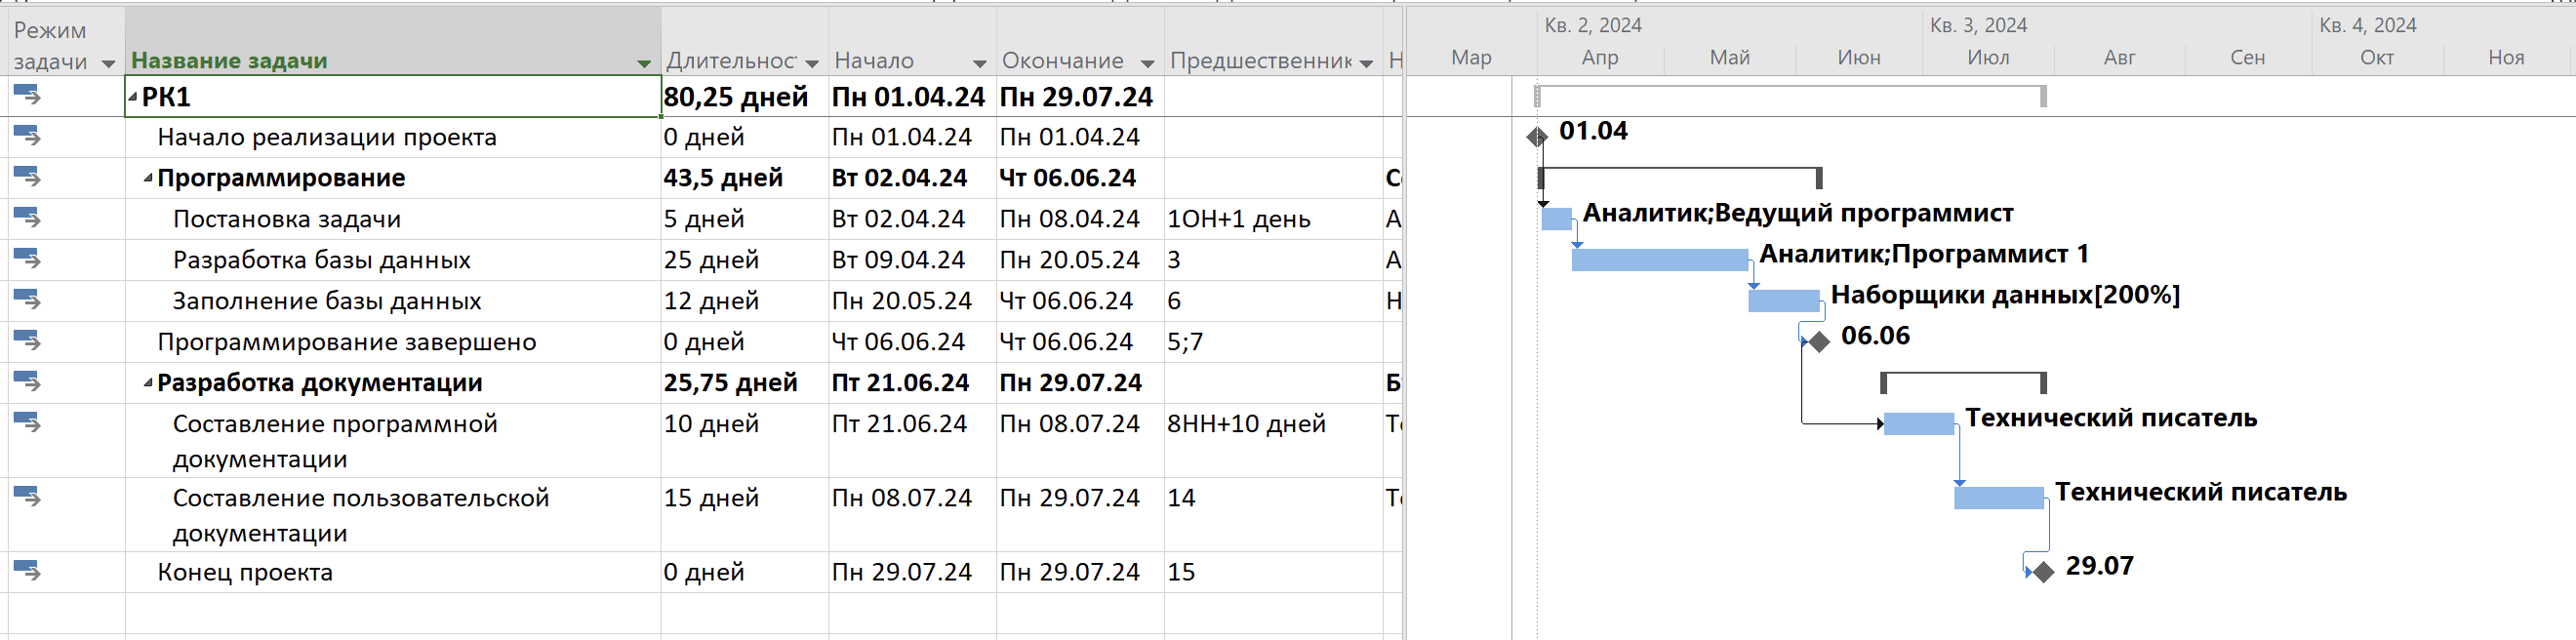 Режим задачи	Название задачи	Длительнос	Начало	Окончание	Предшественник	Н
РК1	80,25 дней	Пн 01.04.24	Пн 29.07.24
Начало реализации проекта	0 дней	Пн 01.04.24	Пн 01.04.24
Программирование	43,5 дней	Вт 02.04.24	Чт 06.06.24
Постановка задачи	5 дней	Вт 02.04.24	Пн 08.04.24	1ОН+1 день	А
Разработка базы данных	25 дней	Вт 09.04.24	Пн 20.05.24	3	А
Заполнение базы данных	12 дней	Пн 20.05.24	Чт 06.06.24	6	Н
Программирование завершено	0 дней	Чт 06.06.24	Чт 06.06.24	5;7
Разработка документации	25,75 дней	Пт 21.06.24	Пн 29.07.24
Составление программной документации	10 дней	Пт 21.06.24	Пн 08.07.24	8НН+10 дней
Составление пользовательской документации	15 дней	Пн 08.07.24	Пн 29.07.24	14
Конец проекта	0 дней	Пн 29.07.24	Пн 29.07.24	15
Кв. 2, 2024	Кв. 3, 2024	Кв. 4, 2024
Мар	Апр	Май	Июн	Июл	Авг	Сен	Окт	Ноя
01.04
Аналитик;Ведущий программист
Аналитик;Программист 1
Наборщики данных[200%]
06.06
Технический писатель
Технический писатель
29.07